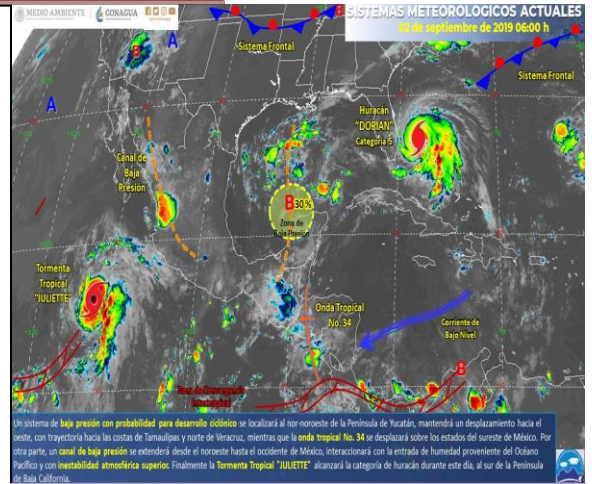 MEDIO AMBIENTE
CONAGUA
SISTEMAS METEOROLÓGICOS ACTUALES
02 de septiembre de 2019 06:00 h
B
A
B
Sistema Frontal
Sistema Frontal
A
Huracán
"DORIAN"
Categoría 5
Canal de
Baja
Presión
B 30 %
Zona de
Baja Presión
Tormenta
Tropical
"JULIETTE"
Onda Tropical
No. 34
Corriente de
Bajo Nivel
B
Zona de Convergencia
Intertropical
Un sistema de baja presión con probabilidad para desarrollo ciclónico se localizará al nor-noroeste de la Península de Yucatán, mantendrá un desplazamiento hacia el
oeste, con trayectoria hacia las costas de Tamaulipas y norte de Veracruz, mientras que la onda tropical No. 34 se desplazará sobre los estados del sureste de México. Por
otra parte, un canal de baja presión se extenderá desde el noroeste hasta el occidente de México, interaccionará con la entrada de humedad proveniente del Océano
Pacífico y con inestabilidad atmosférica superior. Finalmente la Tormenta Tropical "JULIETTE" alcanzará la categoría de huracán durante este día, al sur de la Península
de Baja California.